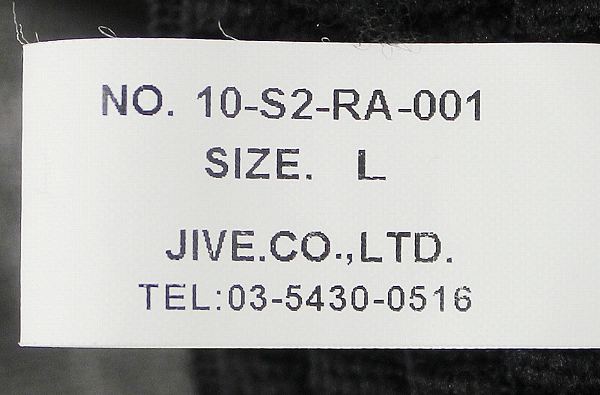 NO. 10-S2-RA-001
SIZE. L
JIVE.CO.,LTD.
TEL:03-5430-0516